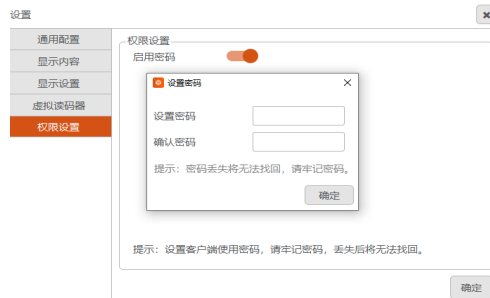 设置
通用配置
显示内容
显示设置
虚拟读码器
权限设置
权限设置
启用密码
设置密码
设置密码
确认密码
提示：密码丢失将无法找回，请牢记密码。
确定
提示：设置客户端使用密码，请牢记密码，丢失后将无法找回。
确定